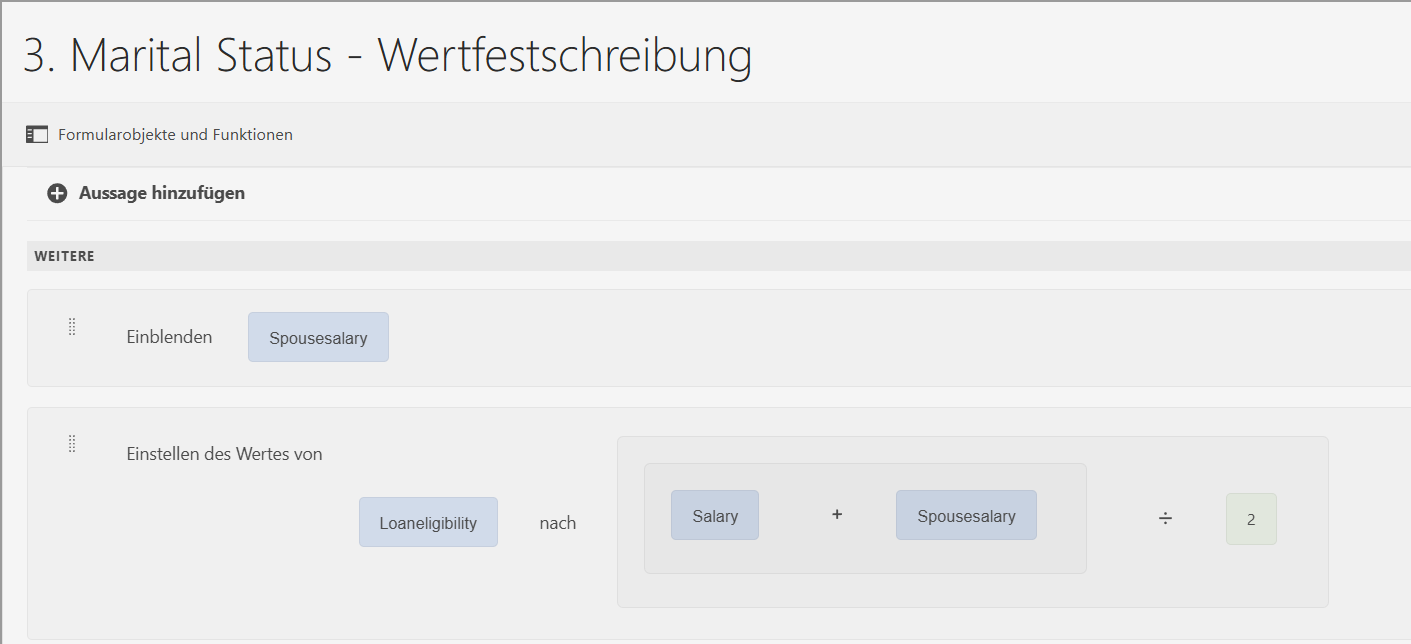 3. Marital Status - Wertfestschreibung
Formularobjekte und Funktionen
Aussage hinzufügen
WEITERE
Einblenden Spousesalary
Einstellen des Wertes von
Loaneligibility nach Salary + Spousesalary ÷ 2